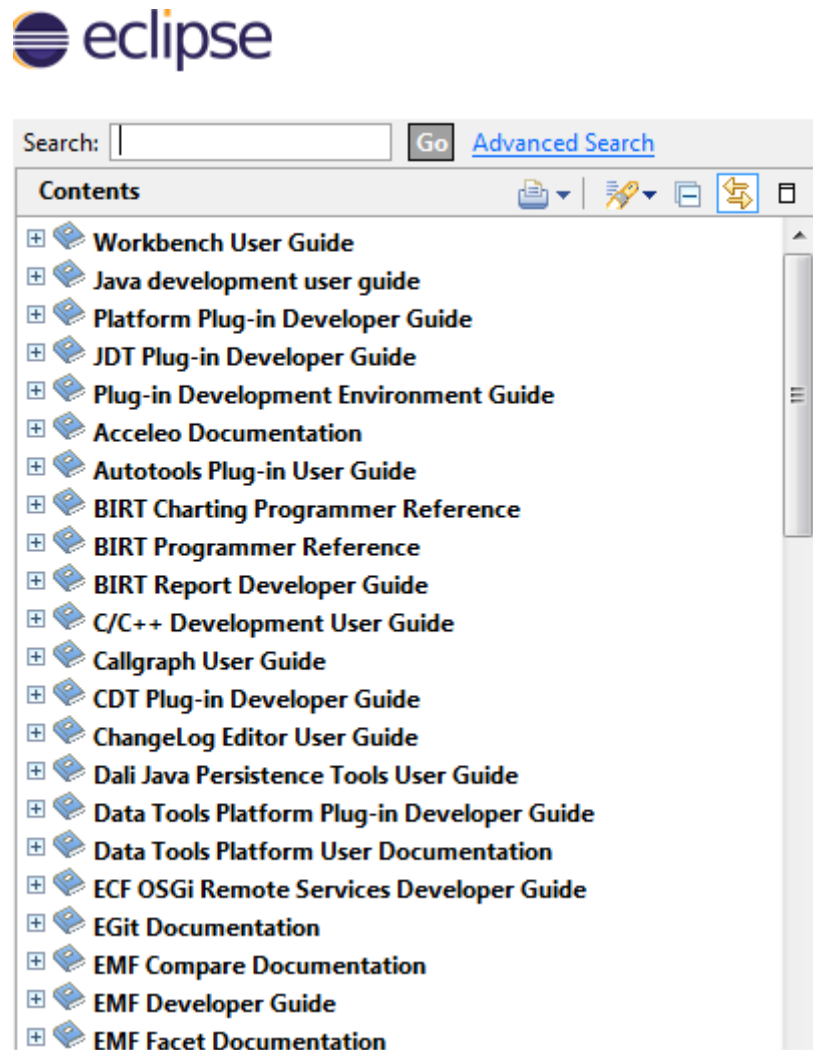 eclipse
Search: Go Advanced Search
Contents
Workbench User Guide
Java development user guide
Platform Plug-in Developer Guide
JDT Plug-in Developer Guide
Plug-in Development Environment Guide
Acceleo Documentation
Autotools Plug-in User Guide
BIRT Charting Programmer Reference
BIRT Programmer Reference
BIRT Report Developer Guide
C/C++ Development User Guide
Callgraph User Guide
CDT Plug-in Developer Guide
ChangeLog Editor User Guide
Dali Java Persistence Tools User Guide
Data Tools Platform Plug-in Developer Guide
Data Tools Platform User Documentation
ECF OSGi Remote Services Developer Guide
EGit Documentation
EMF Compare Documentation
EMF Developer Guide
EMF Facet Documentation